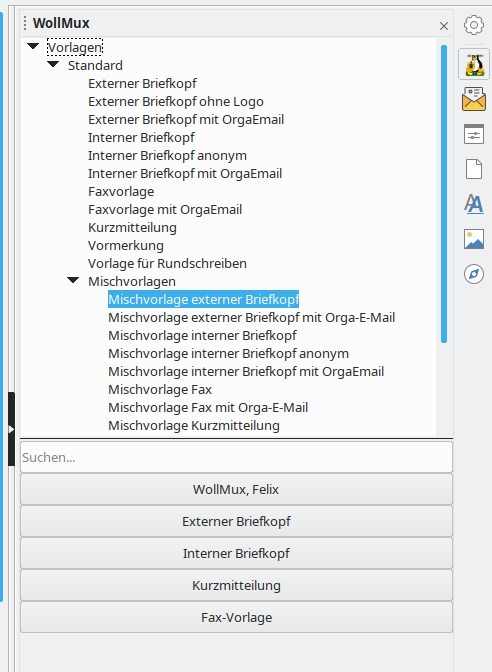 WollMux
Vorlagen
Standard
Externer Briefkopf
Externer Briefkopf ohne Logo
Externer Briefkopf mit OrgaEmail
Interner Briefkopf
Interner Briefkopf anonym
Interner Briefkopf mit OrgaEmail
Faxvorlage
Faxvorlage mit OrgaEmail
Kurzmitteilung
Vormerkung
Vorlage für Rundschreiben
Mischvorlagen
Mischvorlage externer Briefkopf
Mischvorlage externer Briefkopf mit Orga-E-Mail
Mischvorlage interner Briefkopf
Mischvorlage interner Briefkopf anonym
Mischvorlage interner Briefkopf mit OrgaEmail
Mischvorlage Fax
Mischvorlage Fax mit Orga-E-Mail
Mischvorlage Kurzmitteilung
Suchen...
WollMux, Felix
Externer Briefkopf
Interner Briefkopf
Kurzmitteilung
Fax-Vorlage